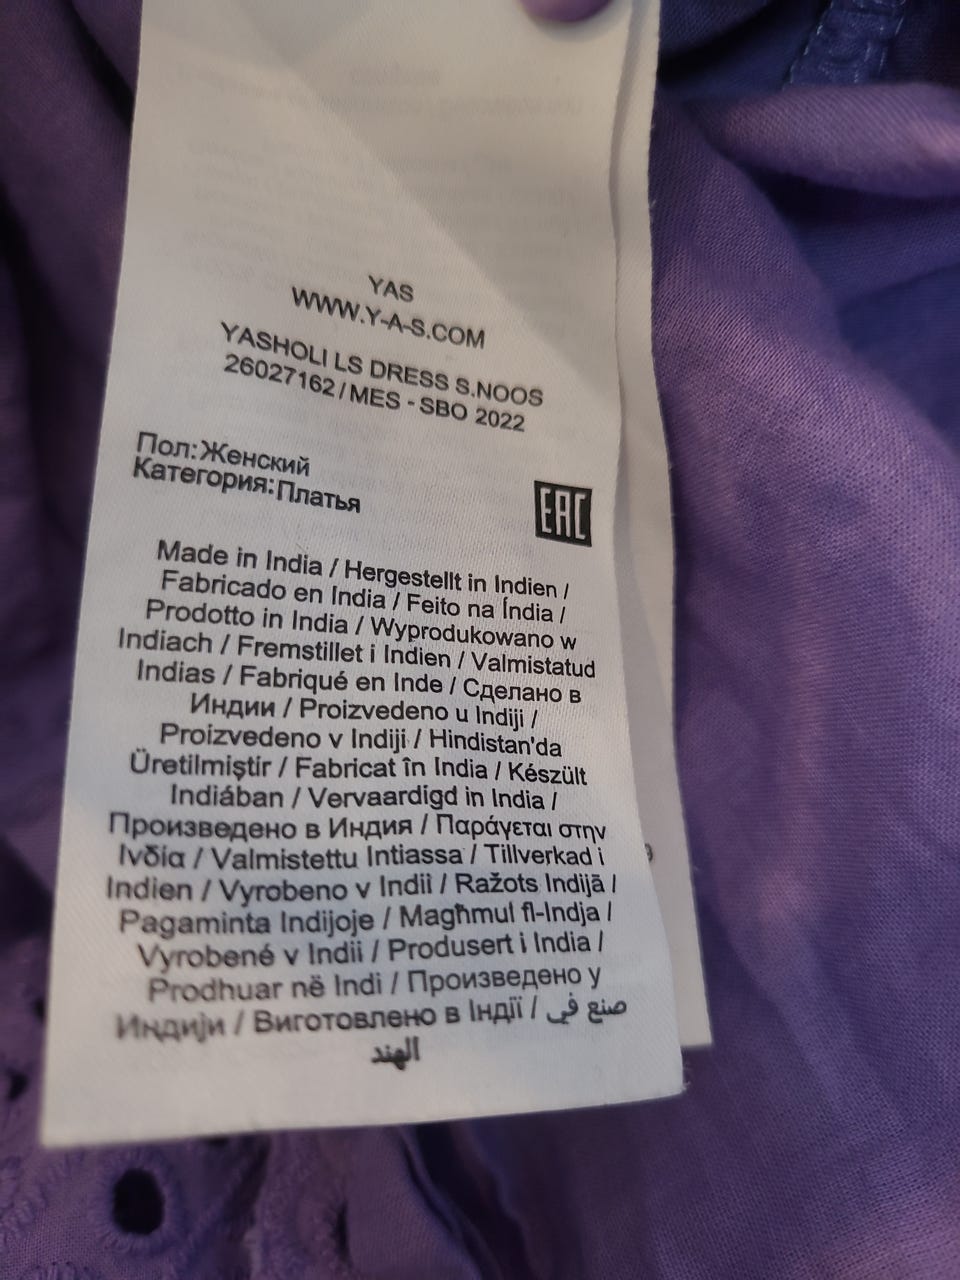 YAS
WWW.Y-A-S.COM
YASHOLI LS DRESS S.NOOS
26027162 / MES - SBO 2022
Пол:Женский
Категория:Платья
EAC
Made in India / Hergestellt in Indien /
Fabricado en India / Feito na Índia /
Prodotto in India / Wyprodukowano w
Indiach / Fremstillet i Indien / Valmistatud
Indias / Fabriqué en Inde / Сделано в
Индии / Proizvedeno u Indiji /
Proizvedeno v Indiji / Hindistan'da
Üretilmiştir / Fabricat în India / Készült
Indiában / Vervaardigd in India /
Произведено в Индия / Παράγεται στην
Ινδία / Valmistettu Intiassa / Tillverkad i
Indien / Vyrobeno v Indii / Ražots Indijā /
Pagaminta Indijoje / Magħmul fl-Indja /
Vyrobené v Indii / Produsert i India /
Prodhuar në Indi / Произведено у
Индији / Виготовлено в Індії / صنع في
الهند